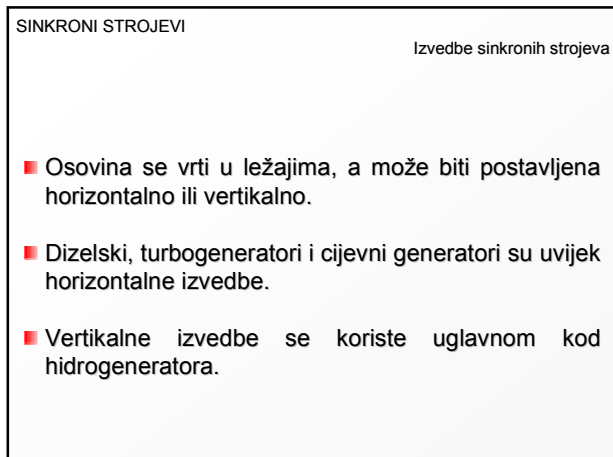 SINKRONI STROJEVI
Izvedbe sinkronih strojeva
Osovina se vrti u ležajima, a može biti postavljena
horizontalno ili vertikalno.
Dizelski, turbogeneratori i cijevni generatori su uvijek
horizontalne izvedbe.
Vertikalne izvedbe se koriste uglavnom kod
hidrogeneratora.